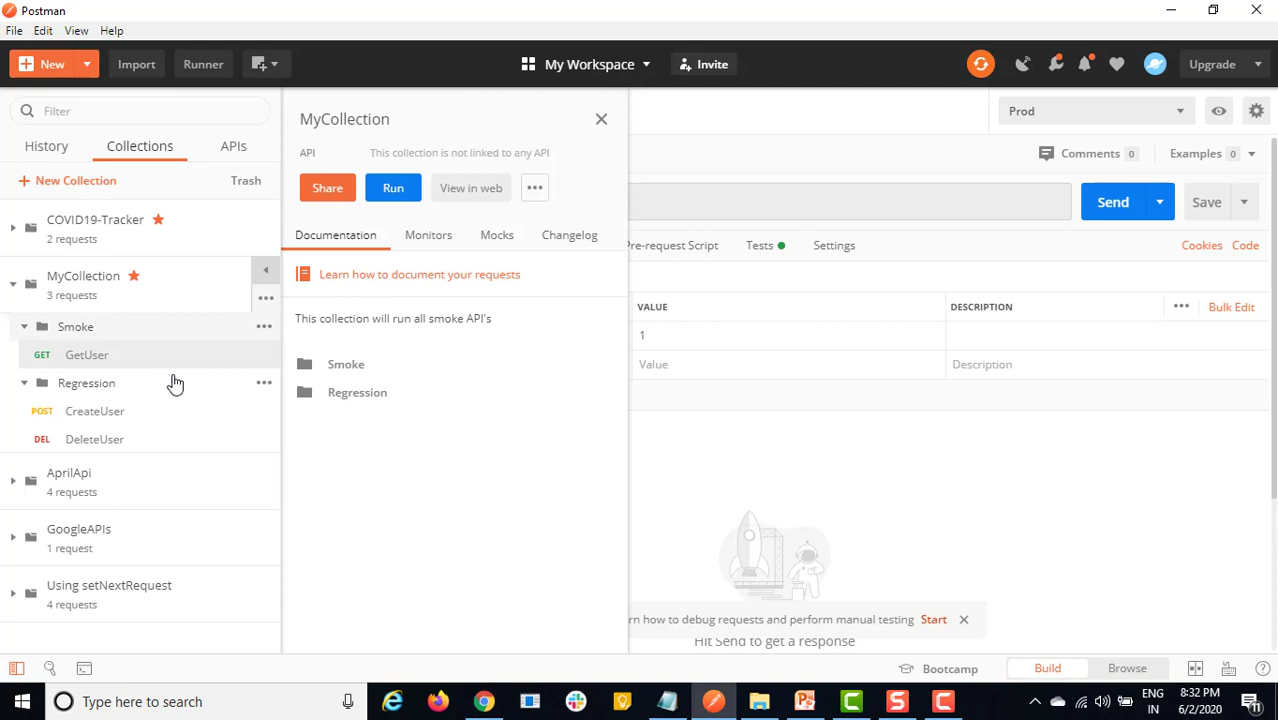 Postman
File Edit View Help
New Import Runner My Workspace Invite Upgrade
Filter
History Collections APIs
New Collection Trash
COVID19-Tracker
2 requests
MyCollection
3 requests
Smoke
GET GetUser
Regression
POST CreateUser
DEL DeleteUser
AprilApi
4 requests
GoogleAPIs
1 request
Using setNextRequest
4 requests
MyCollection
API This collection is not linked to any API
Share Run View in web
Documentation Monitors Mocks Changelog
Learn how to document your requests
This collection will run all smoke API's
Smoke
Regression
Prod
Comments 0 Examples 0
Send Save
Pre-request Script Tests Settings Cookies Code
VALUE DESCRIPTION Bulk Edit
1
Value Description
rn how to debug requests and perform manual testing Start
Hit Send to get a response
Bootcamp Build Browse
Type here to search
ENG 8:32 PM
IN 6/2/2020
11